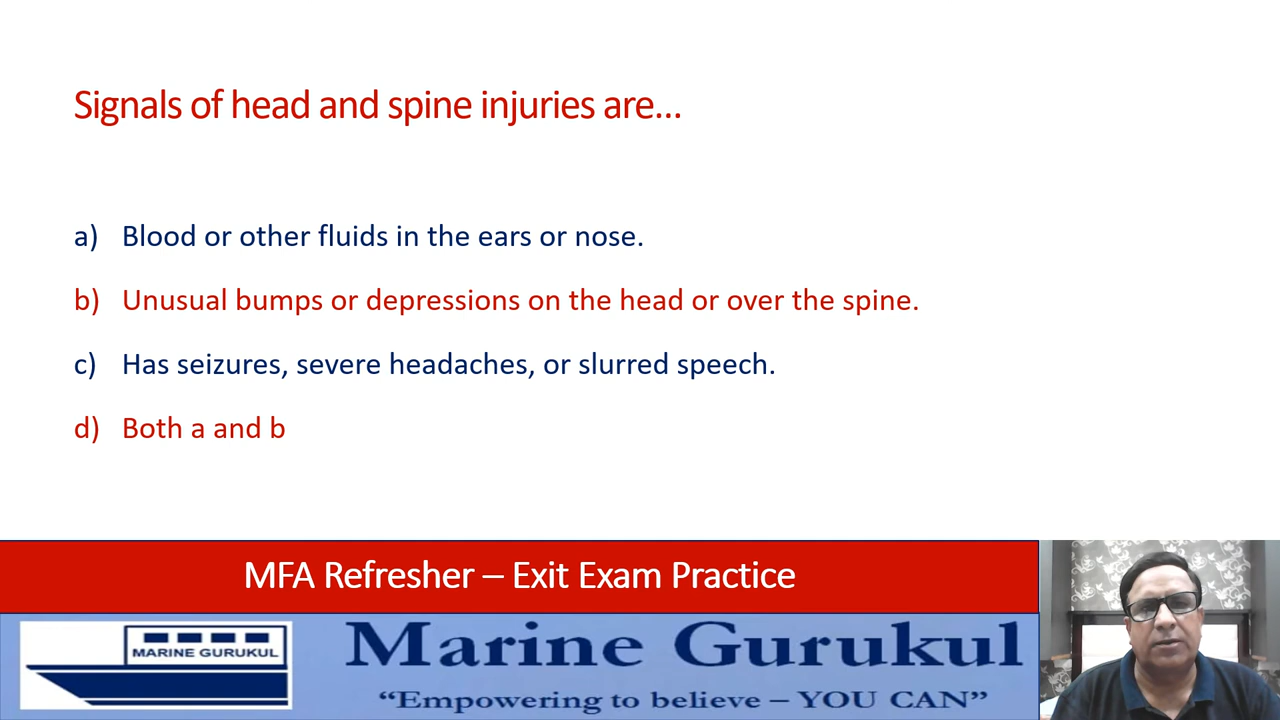 Signals of head and spine injuries are...
a) Blood or other fluids in the ears or nose.
b) Unusual bumps or depressions on the head or over the spine.
c) Has seizures, severe headaches, or slurred speech.
d) Both a and b
MFA Refresher – Exit Exam Practice
MARINE GURUKUL
Marine Gurukul
“Empowering to believe – YOU CAN”